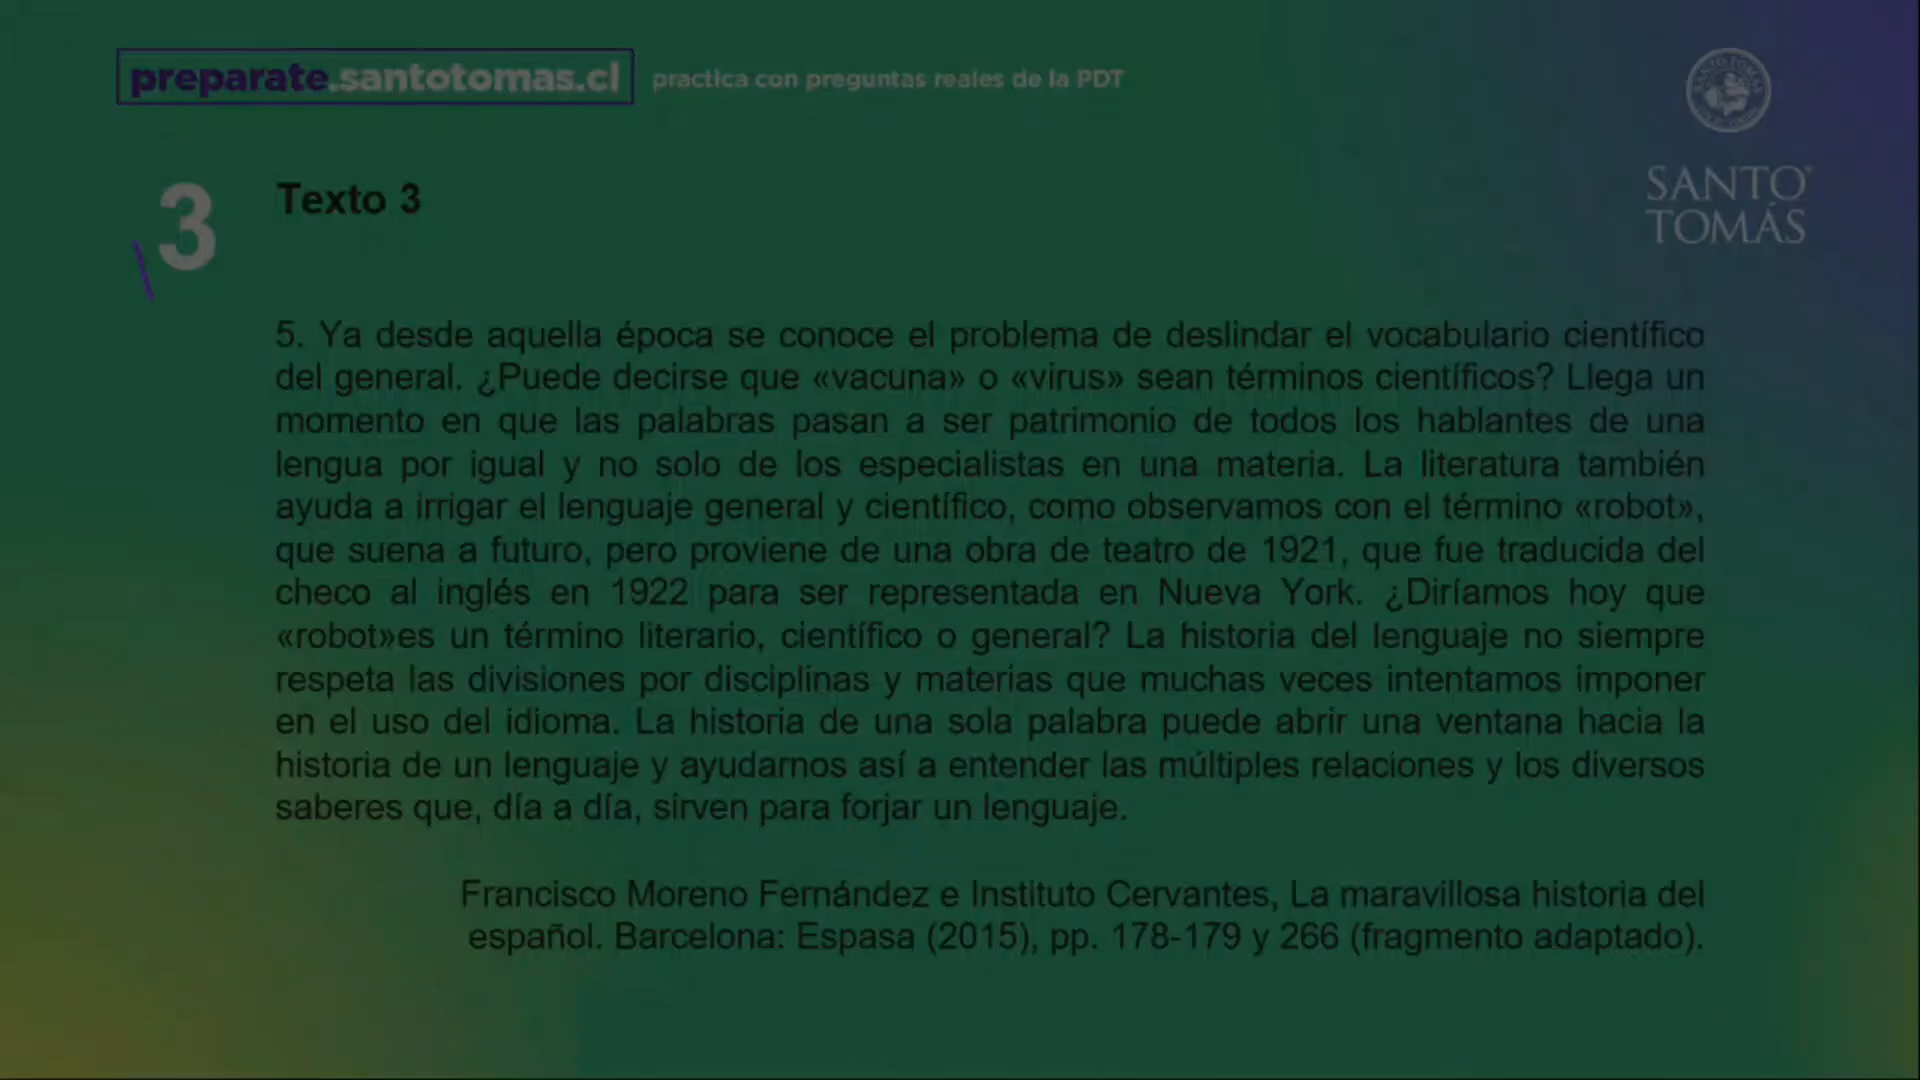 preparate.santotomas.cl practica con preguntas reales de la PDT
SANTO TOMAS
SANTO
TOMÁS
3
Texto 3
5. Ya desde aquella época se conoce el problema de deslindar el vocabulario científico
del general. ¿Puede decirse que «vacuna» o «virus» sean términos científicos? Llega un
momento en que las palabras pasan a ser patrimonio de todos los hablantes de una
lengua por igual y no solo de los especialistas en una materia. La literatura también
ayuda a irrigar el lenguaje general y científico, como observamos con el término «robot»,
que suena a futuro, pero proviene de una obra de teatro de 1921, que fue traducida del
checo al inglés en 1922 para ser representada en Nueva York. ¿Diríamos hoy que
«robot»es un término literario, científico o general? La historia del lenguaje no siempre
respeta las divisiones por disciplinas y materias que muchas veces intentamos imponer
en el uso del idioma. La historia de una sola palabra puede abrir una ventana hacia la
historia de un lenguaje y ayudarnos así a entender las múltiples relaciones y los diversos
saberes que, día a día, sirven para forjar un lenguaje.
Francisco Moreno Fernández e Instituto Cervantes, La maravillosa historia del
español. Barcelona: Espasa (2015), pp. 178-179 y 266 (fragmento adaptado).